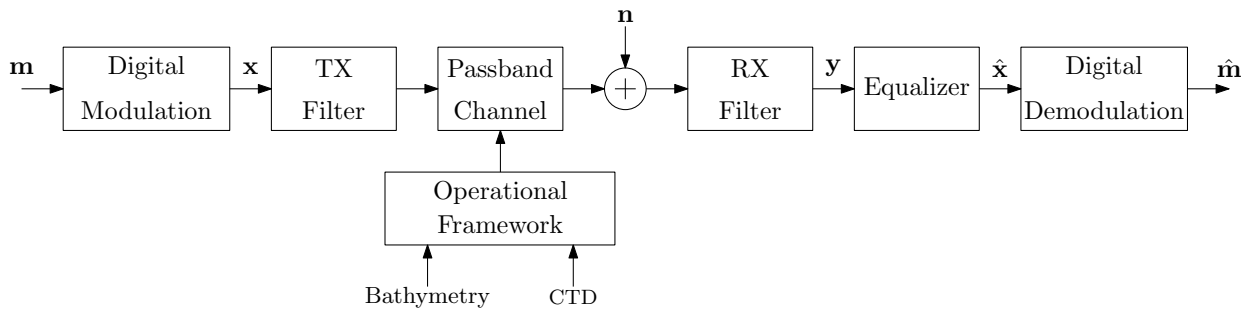 n
m
Digital
Modulation
x
TX
Filter
Passband
Channel
+
RX
Filter
y
Equalizer
x̂
Digital
Demodulation
m̂
Operational
Framework
Bathymetry
CTD